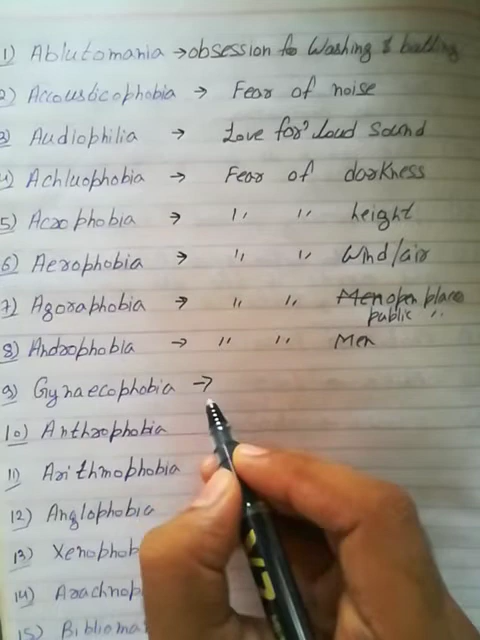 1) Ablutomania → obsession for Washing & bathing
2) Accousticophobia → Fear of noise
3) Audiophilia → Love for loud sound
4) Achluophobia → Fear of darkness
5) Acrophobia → " " height
6) Aerophobia → " " Wind/air
7) Agoraphobia → " " Men open place
public "
8) Androphobia → " " Men
9) Gynaecophobia →
10) Anthrophobia
11) Arithmophobia
12) Anglophobia
13) Xenophob
14) Arachnop
15) Biblioma